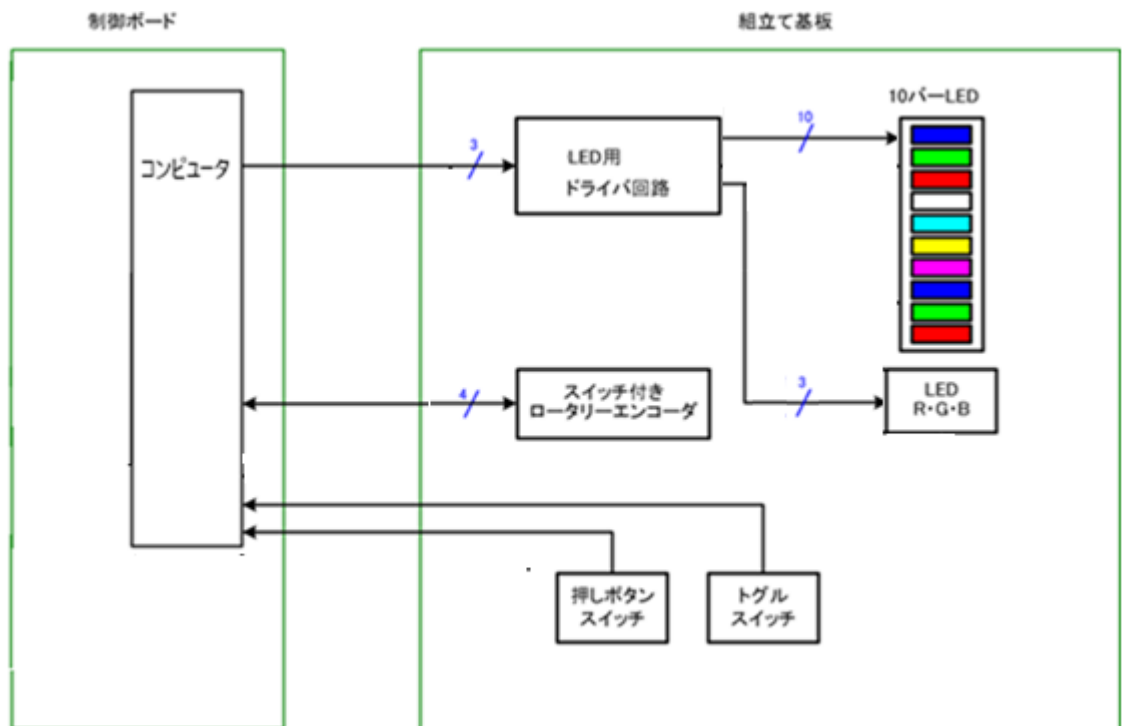 制御ボード
組立て基板
10バーLED
コンピュータ
3
LED用
ドライバ回路
10
4
スイッチ付き
ロータリーエンコーダ
3
LED
R・G・B
押しボタン
スイッチ
トグル
スイッチ